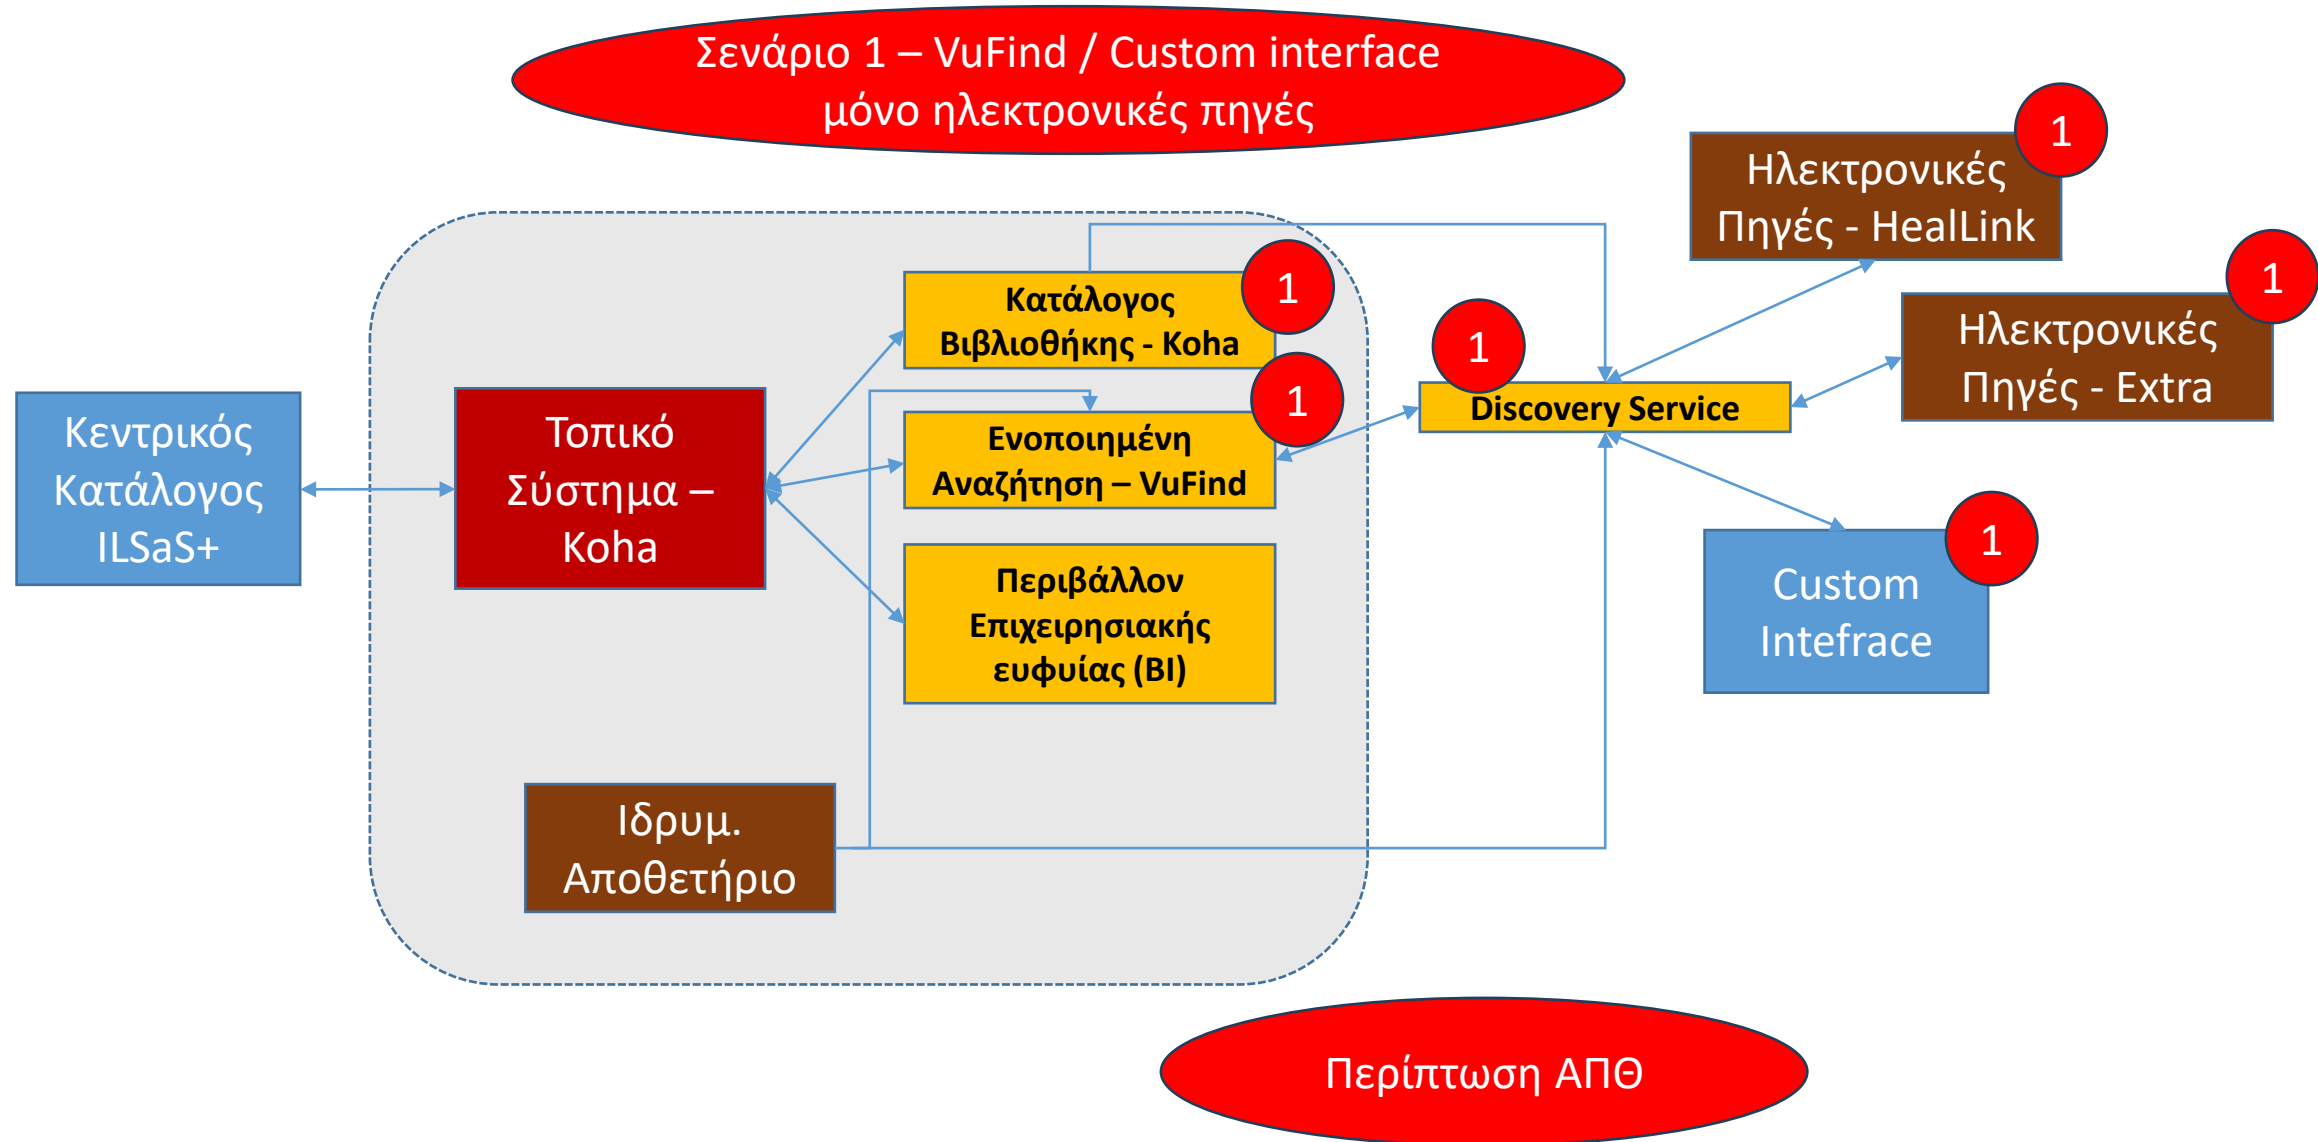 Σενάριο 1 – VuFind / Custom interface
μόνο ηλεκτρονικές πηγές
1
Ηλεκτρονικές
Πηγές - HealLink
1
Ηλεκτρονικές
Πηγές - Extra
1
Κατάλογος
Βιβλιοθήκης - Koha
1
Discovery Service
1
Ενοποιημένη
Αναζήτηση – VuFind
Κεντρικός
Κατάλογος
ILSaS+
Τοπικό
Σύστημα –
Koha
Περιβάλλον
Επιχειρησιακής
ευφυίας (BI)
1
Custom
Intefrace
Ιδρυμ.
Αποθετήριο
Περίπτωση ΑΠΘ